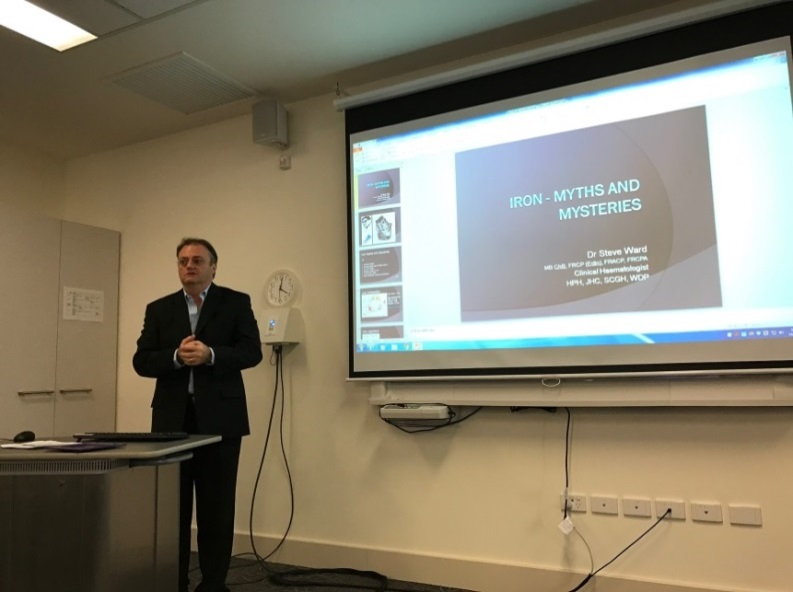 IRON - MYTHS AND
MYSTERIES
Dr Steve Ward
MB ChB, FRCP (Edin), FRACP, FRCPA
Clinical Haematologist
HPH, JHC, SCGH, WDP